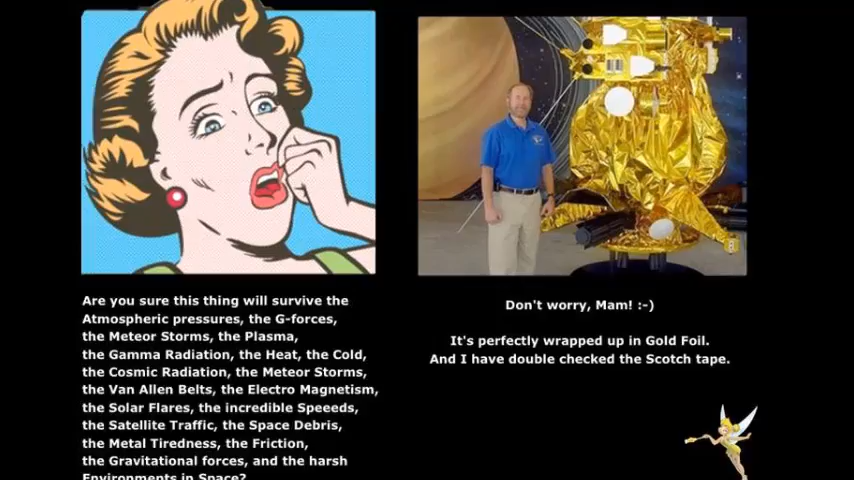 Are you sure this thing will survive the
Atmospheric pressures, the G-forces,
the Meteor Storms, the Plasma,
the Gamma Radiation, the Heat, the Cold,
the Cosmic Radiation, the Meteor Storms,
the Van Allen Belts, the Electro Magnetism,
the Solar Flares, the incredible Speeeds,
the Satellite Traffic, the Space Debris,
the Metal Tiredness, the Friction,
the Gravitational forces, and the harsh
Environments in Space?
Don't worry, Mam! :-)
It's perfectly wrapped up in Gold Foil.
And I have double checked the Scotch tape.